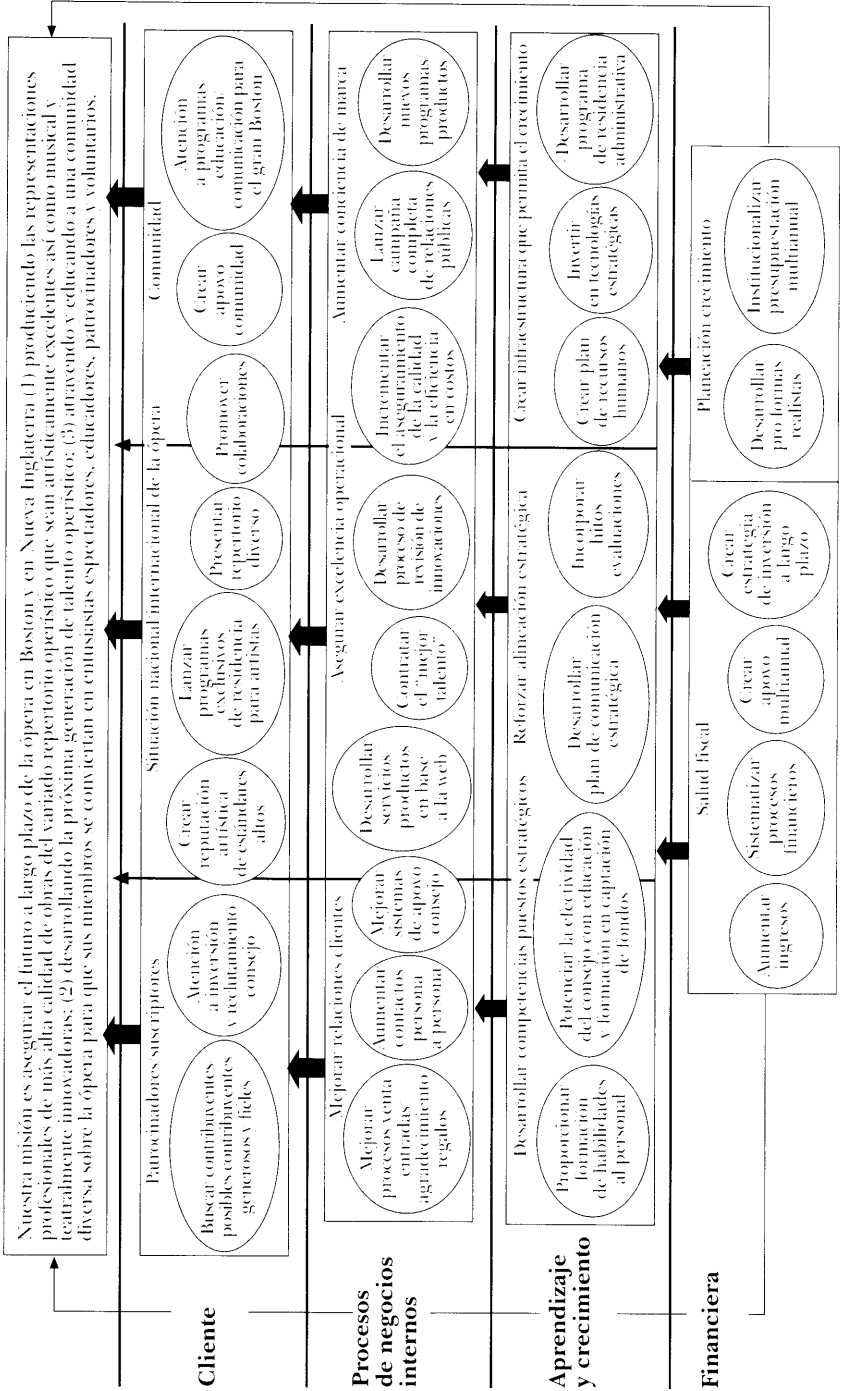 Nuestra misión es asegurar el futuro a largo plazo de la ópera en Boston y en Nueva Inglaterra (1) produciendo las representaciones
profesionales de más alta calidad de obras del variado repertorio operístico que sean artísticamente excelentes así como musical y
teatralmente innovadoras; (2) desarrollando la próxima generación de talento operístico; (3) atrayendo y educando a una comunidad
diversa sobre la ópera para que sus miembros se conviertan en entusiastas espectadores, educadores, patrocinadores y voluntarios.
Cliente
Patrocinadores suscriptores
Buscar contribuyentes
posibles contribuyentes
generosos y fieles
Atención
a inversión
y reclutamiento
consejo
Situación nacional internacional de la ópera
Crear
reputación
artística
de estándares
altos
Lanzar
programas
exclusivos
de residencia
para artistas
Presentar
repertorio
diverso
Promover
colaboraciones
Comunidad
Crear
apoyo
comunidad
Atención
a programas
educación/
comunicación para
el gran Boston
Procesos
de negocios
internos
Mejorar relaciones clientes
Mejorar
procesos venta
entradas/
agradecimiento
regalos
Aumentar
contactos
persona
a persona
Mejorar
sistemas
de apoyo
consejo
Asegurar excelencia operacional
Desarrollar
servicios
productos
en base
a la web
Contratar
el "mejor
talento"
Desarrollar
proceso de
revisión de
innovaciones
Incrementar
el aseguramiento
de la calidad
y la eficiencia
en costos
Aumentar conciencia de marca
Lanzar
campaña
completa
de relaciones
públicas
Desarrollar
nuevos
programas/
productos
Aprendizaje
y crecimiento
Desarrollar competencias puestos estratégicos
Proporcionar
formación
de habilidades
al personal
Potenciar la efectividad
del consejo con educación
y formación en captación
de fondos
Reforzar alineación estratégica
Desarrollar
plan de comunicación
estratégica
Incorporar
hitos
evaluaciones
Crear infraestructura que permita el crecimiento
Crear plan
de recursos
humanos
Invertir
en tecnologías
estratégicas
Desarrollar
programa
de residencia
administrativa
Financiera
Salud fiscal
Aumentar
ingresos
Sistematizar
procesos
financieros
Crear
apoyo
multianual
Crear
estrategia
de inversión
a largo
plazo
Planeación crecimiento
Desarrollar
pro formas
realistas
Institucionalizar
presupuestación
multianual